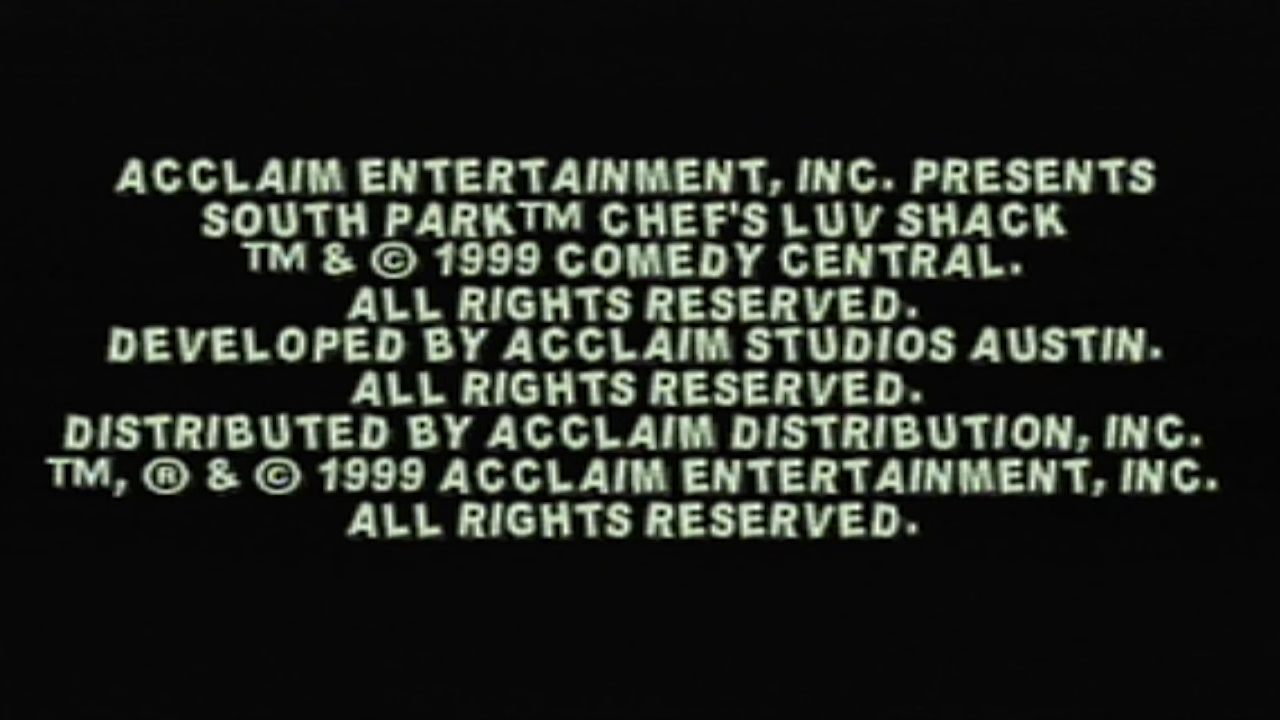 ACCLAIM ENTERTAINMENT, INC. PRESENTS
SOUTH PARK™ CHEF'S LUV SHACK
™ & © 1999 COMEDY CENTRAL.
ALL RIGHTS RESERVED.
DEVELOPED BY ACCLAIM STUDIOS AUSTIN.
ALL RIGHTS RESERVED.
DISTRIBUTED BY ACCLAIM DISTRIBUTION, INC.
™, ® & © 1999 ACCLAIM ENTERTAINMENT, INC.
ALL RIGHTS RESERVED.